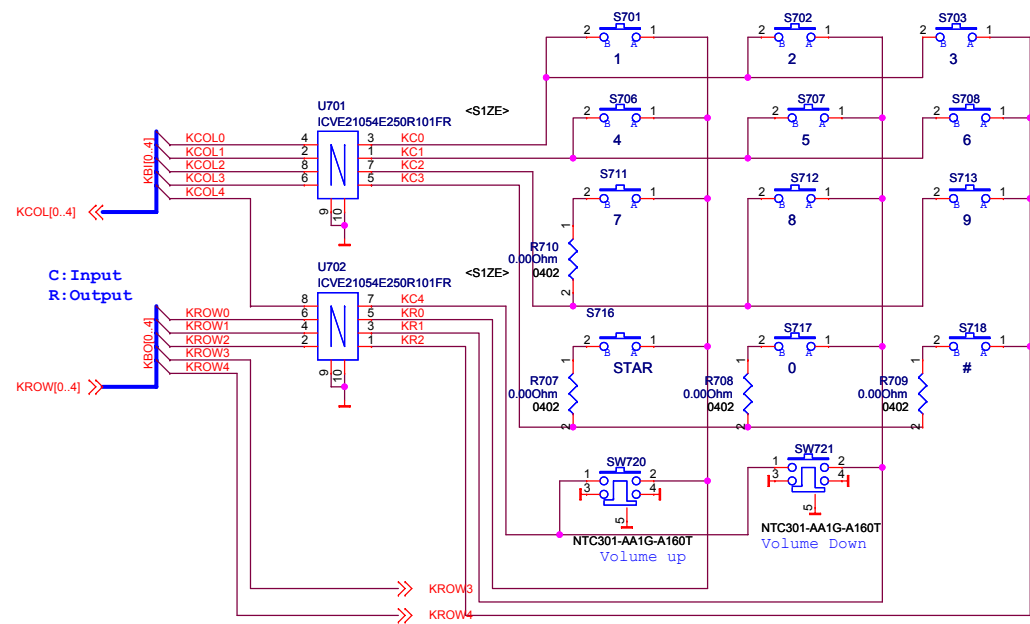 S701
2 B A 1
1
S702
2 B A 1
2
S703
2 B A 1
3
U701
ICVE21054E250R101FR
<S1ZE>
S706
2 B A 1
4
S707
2 B A 1
5
S708
2 B A 1
6
KBI[0..4]
KCOL0
KCOL1
KCOL2
KCOL3
KCOL4
4
2
8
6
3
1
7
5
KC0
KC1
KC2
KC3
9
10
KCOL[0..4]
S711
2 B A 1
7
S712
2 B A 1
8
S713
2 B A 1
9
1
R710
0.00Ohm
0402
2
C:Input
R:Output
U702
ICVE21054E250R101FR
<S1ZE>
KBO[0..4]
KROW0
KROW1
KROW2
KROW3
KROW4
8
6
4
2
7
5
3
1
KC4
KR0
KR1
KR2
9
10
KROW[0..4]
S716
2 B A 1
STAR
S717
2 B A 1
0
S718
2 B A 1
#
1
R707
0.00Ohm
0402
2
1
R708
0.00Ohm
0402
2
1
R709
0.00Ohm
0402
2
SW720
1 2
3 4
5
NTC301-AA1G-A160T
Volume up
SW721
1 2
3 4
5
NTC301-AA1G-A160T
Volume Down
KROW3
KROW4